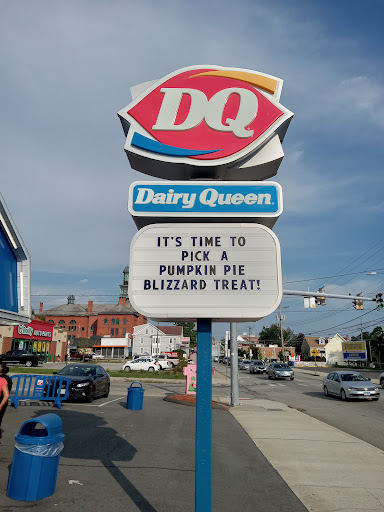 DQ
Dairy Queen
IT'S TIME TO
PICK A
PUMPKIN PIE
BLIZZARD TREAT!